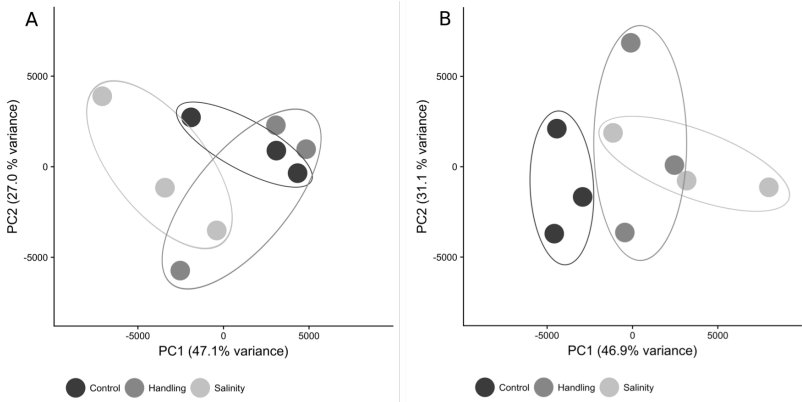 A
5000
0
-5000
PC2 (27.0 % variance)
-5000 0 5000
PC1 (47.1% variance)
Control Handling Salinity
B
5000
0
-5000
PC2 (31.1 % variance)
-5000 0 5000
PC1 (46.9% variance)
Control Handling Salinity